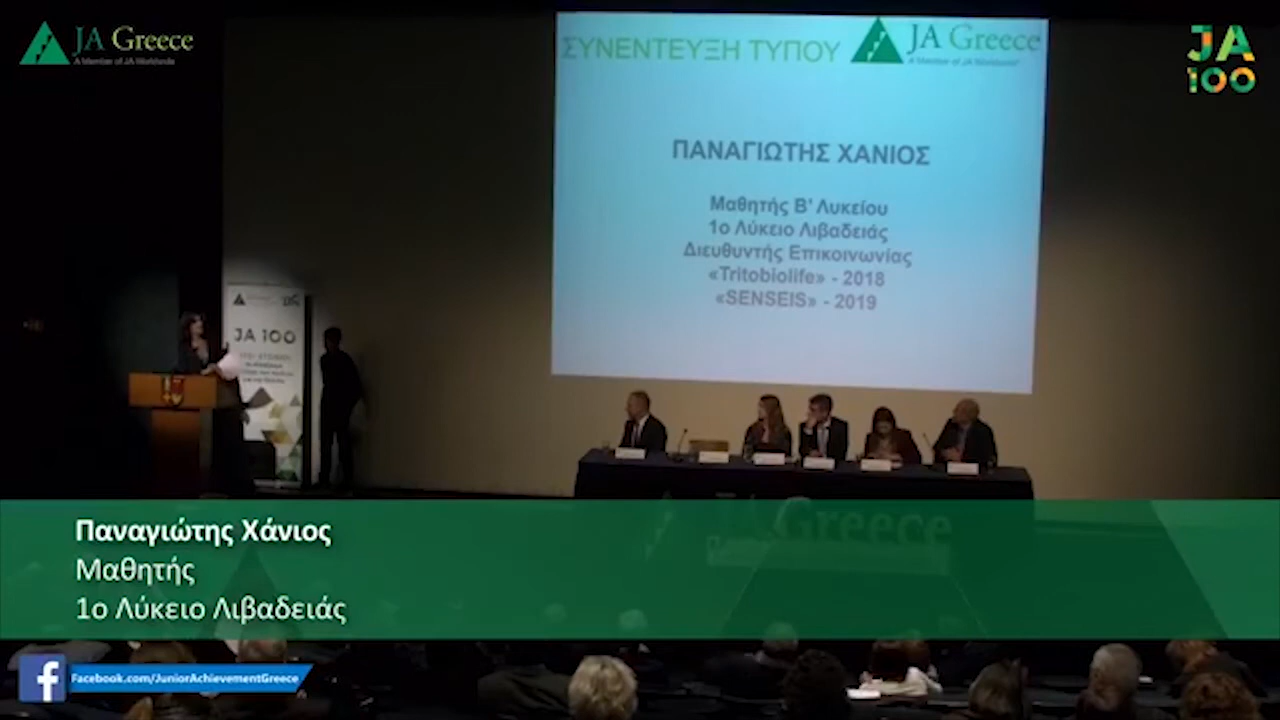 JA Greece
A Member of JA Worldwide
JA
100
ΣΥΝΕΝΤΕΥΞΗ ΤΥΠΟΥ
JA Greece
A Member of JA Worldwide
ΠΑΝΑΓΙΩΤΗΣ ΧΑΝΙΟΣ
Μαθητής Β' Λυκείου
1ο Λύκειο Λιβαδειάς
Διευθυντής Επικοινωνίας
«Tritobiolife» - 2018
«SENSEIS» - 2019
JA 100
JA Greece
Παναγιώτης Χάνιος
Μαθητής
1ο Λύκειο Λιβαδειάς
Facebook.com/JuniorAchievementGreece